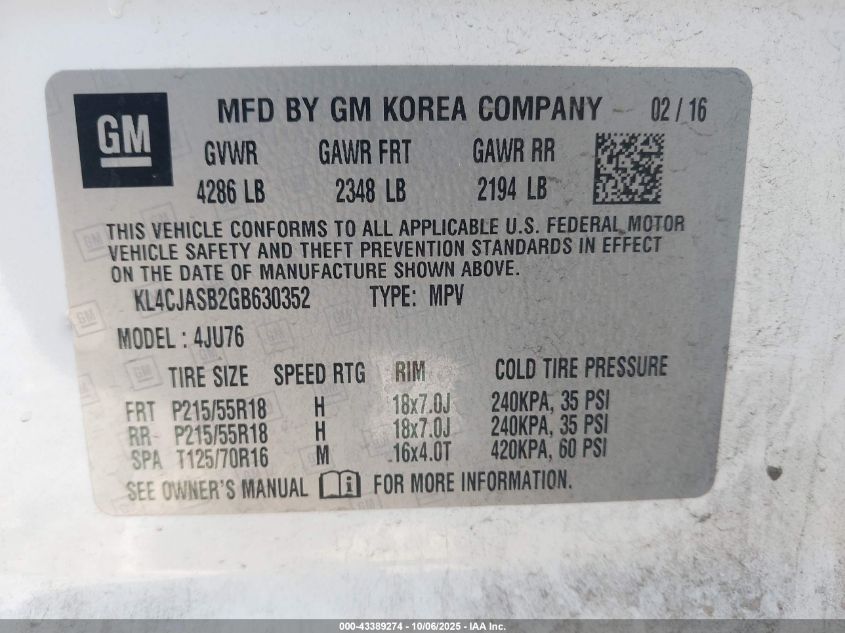 GM MFD BY GM KOREA COMPANY 02 / 16
GVWR GAWR FRT GAWR RR
4286 LB 2348 LB 2194 LB
THIS VEHICLE CONFORMS TO ALL APPLICABLE U.S. FEDERAL MOTOR
VEHICLE SAFETY AND THEFT PREVENTION STANDARDS IN EFFECT
ON THE DATE OF MANUFACTURE SHOWN ABOVE.
KL4CJASB2GB630352 TYPE: MPV
MODEL : 4JU76
TIRE SIZE SPEED RTG RIM COLD TIRE PRESSURE
FRT P215/55R18 H 18x7.0J 240KPA, 35 PSI
RR P215/55R18 H 18x7.0J 240KPA, 35 PSI
SPA T125/70R16 M 16x4.0T 420KPA, 60 PSI
SEE OWNER'S MANUAL i FOR MORE INFORMATION.
000-43389274 - 10/06/2025 - IAA Inc.